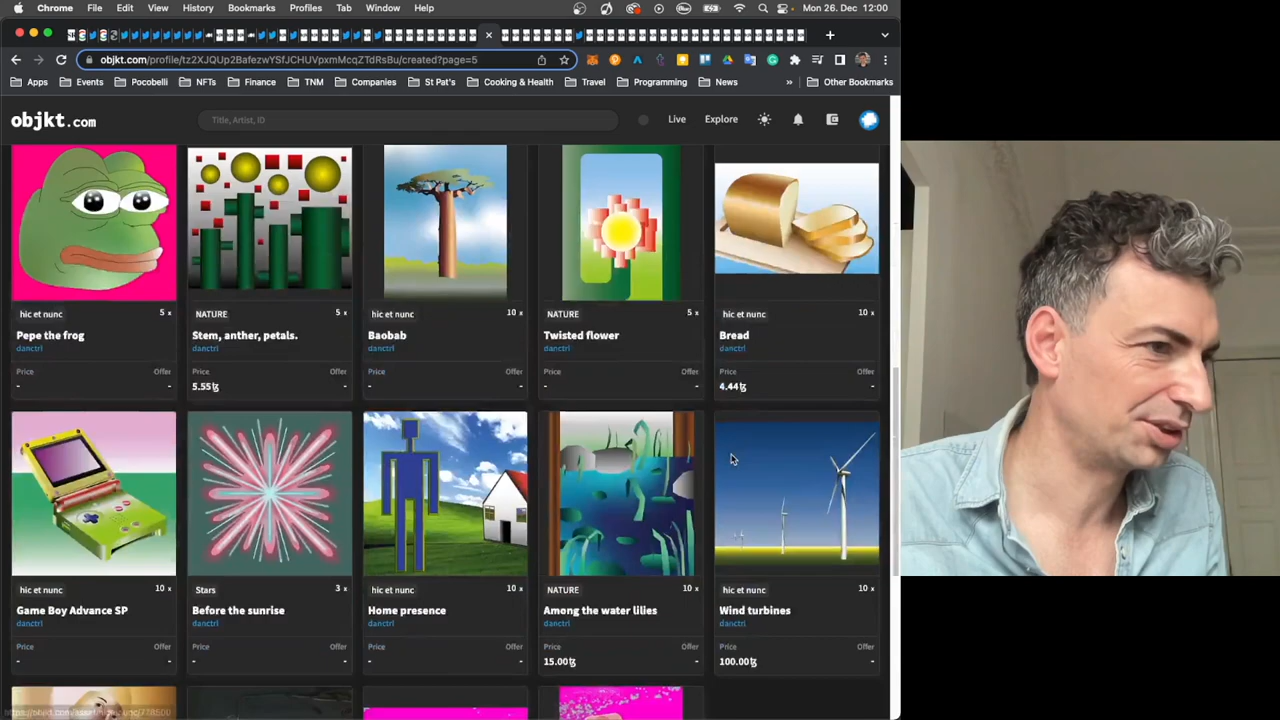 Chrome File Edit View History Bookmarks Profiles Tab Window Help Mon 26. Dec 12:00
objkt.com/profile/tz2XJQUp2BafezwYSfJCHUVpxmMcqZTdRsBu/created?page=5
Apps Events Pocobelli NFTs Finance TNM Companies St Pat's Cooking & Health Travel Programming News » Other Bookmarks
objkt.com Title, Artist, ID Live Explore
hic et nunc 5 x NATURE 5 x hic et nunc 10 x NATURE 5 x hic et nunc 10 x
Pepe the frog Stem, anther, petals. Baobab Twisted flower Bread
danctrl danctrl danctrl danctrl danctrl
Price Offer Price Offer Price Offer Price Offer Price Offer
- - 5.55ꜩ - - - - - 4.44ꜩ -
hic et nunc 10 x Stars 3 x hic et nunc 10 x NATURE 10 x hic et nunc 10 x
Game Boy Advance SP Before the sunrise Home presence Among the water lilies Wind turbines
danctrl danctrl danctrl danctrl danctrl
Price Offer Price Offer Price Offer Price Offer Price Offer
- - - - - - 15.00ꜩ - 100.00ꜩ -